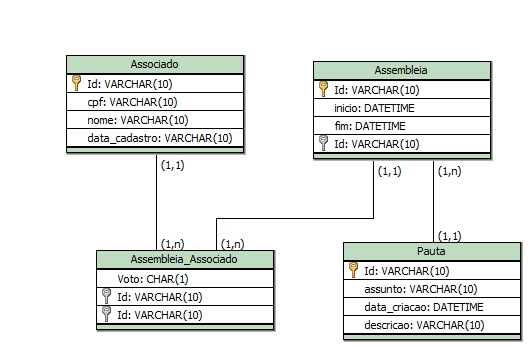 Associado
Id: VARCHAR(10)
cpf: VARCHAR(10)
nome: VARCHAR(10)
data_cadastro: VARCHAR(10)
Assembleia
Id: VARCHAR(10)
inicio: DATETIME
fim: DATETIME
Id: VARCHAR(10)
(1,1)
(1,1)
(1,n)
(1,n)
(1,n)
(1,1)
Assembleia_Associado
Voto: CHAR(1)
Id: VARCHAR(10)
Id: VARCHAR(10)
Pauta
Id: VARCHAR(10)
assunto: VARCHAR(10)
data_criacao: DATETIME
descricao: VARCHAR(10)